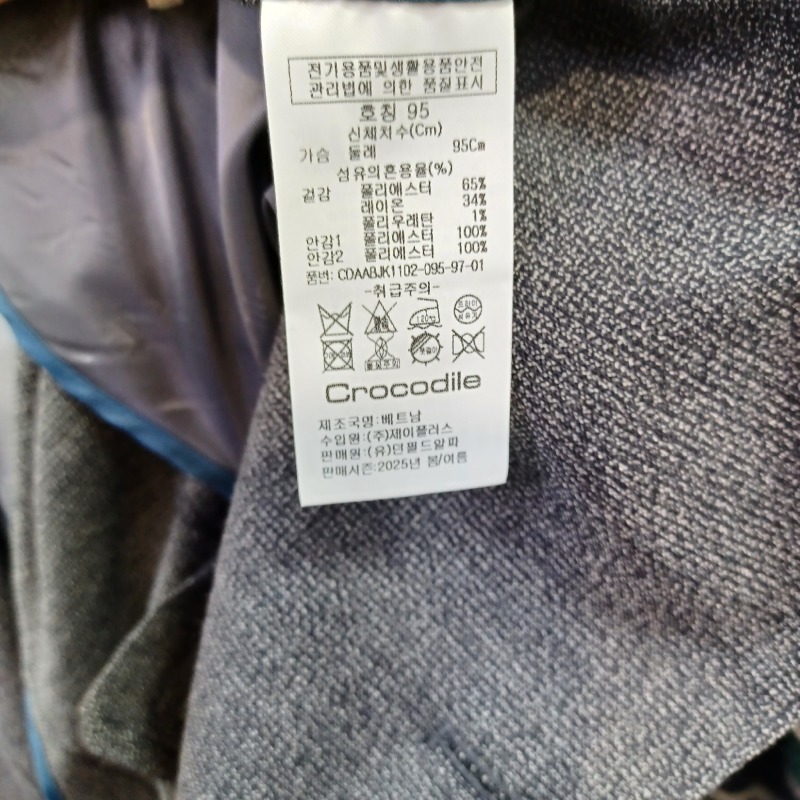 전기용품및생활용품안전
관리법에 의한 품질표시
호칭 95
신체치수(Cm)
가슴 둘레 95Cm
섬유의혼용율(%)
겉감 폴리에스터 65%
레이온 34%
폴리우레탄 1%
안감1 폴리에스터 100%
안감2 폴리에스터 100%
품번: CDAABJK1102-095-97-01
-취급주의-
120℃
Crocodile
제조국명:베트남
수입원:(주)제이플러스
판매원:(유)던필드알파
판매시즌:2025년 봄/여름